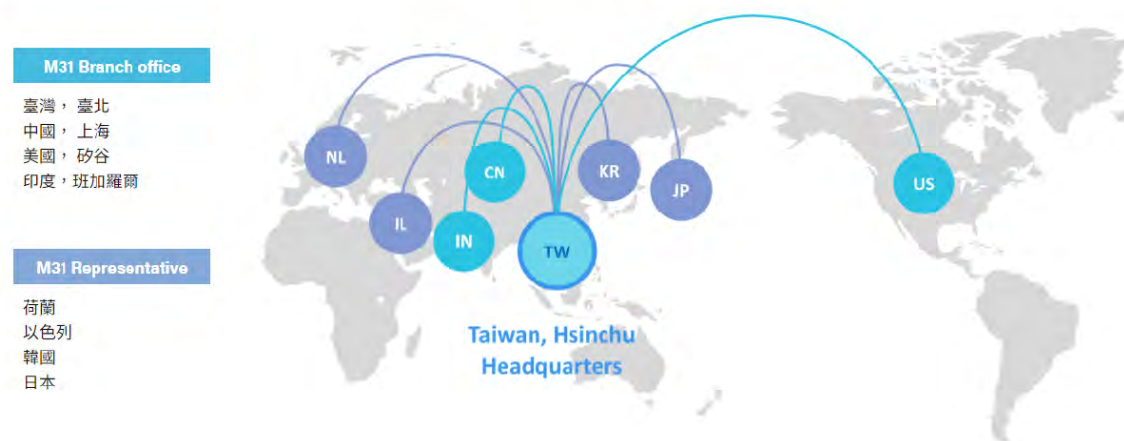 M31 Branch office
臺灣， 臺北
中國， 上海
美國， 矽谷
印度，班加羅爾
M31 Representative
荷蘭
以色列
韓國
日本
NL
CN
KR
JP
US
IL
IN
TW
Taiwan, Hsinchu
Headquarters